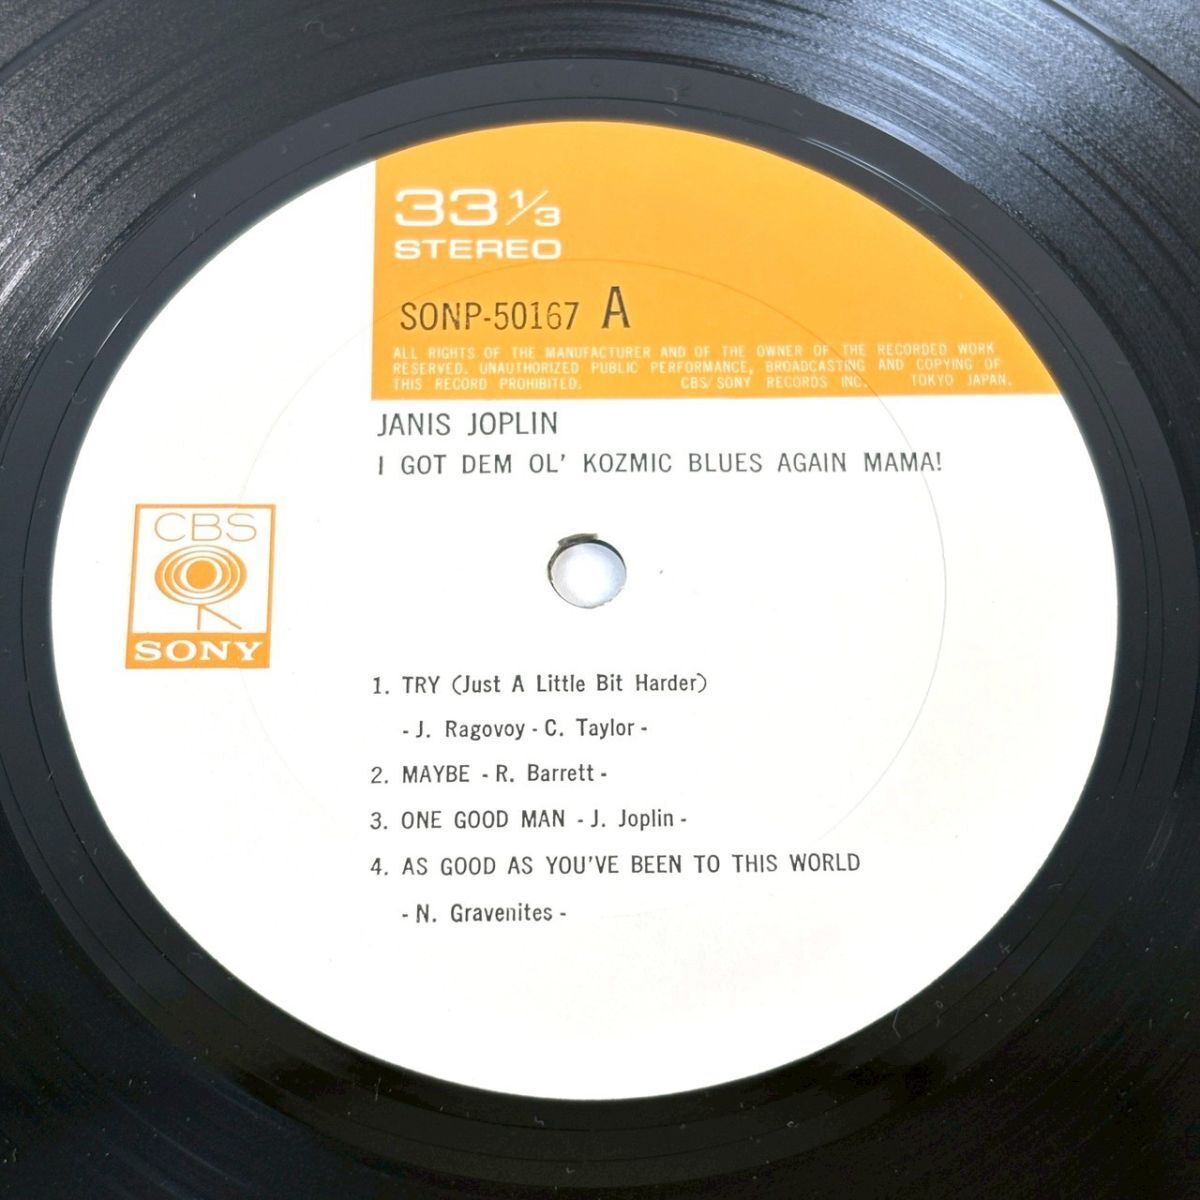 33 1/3
STEREO
SONP-50167 A
ALL RIGHTS OF THE MANUFACTURER AND OF THE OWNER OF THE RECORDED WORK
RESERVED. UNAUTHORIZED PUBLIC PERFORMANCE, BROADCASTING AND COPYING OF
THIS RECORD PROHIBITED. CBS/SONY RECORDS INC. TOKYO JAPAN.
JANIS JOPLIN
I GOT DEM OL' KOZMIC BLUES AGAIN MAMA!
CBS
SONY
1. TRY (Just A Little Bit Harder)
- J. Ragovoy - C. Taylor -
2. MAYBE - R. Barrett -
3. ONE GOOD MAN - J. Joplin -
4. AS GOOD AS YOU'VE BEEN TO THIS WORLD
- N. Gravenites -